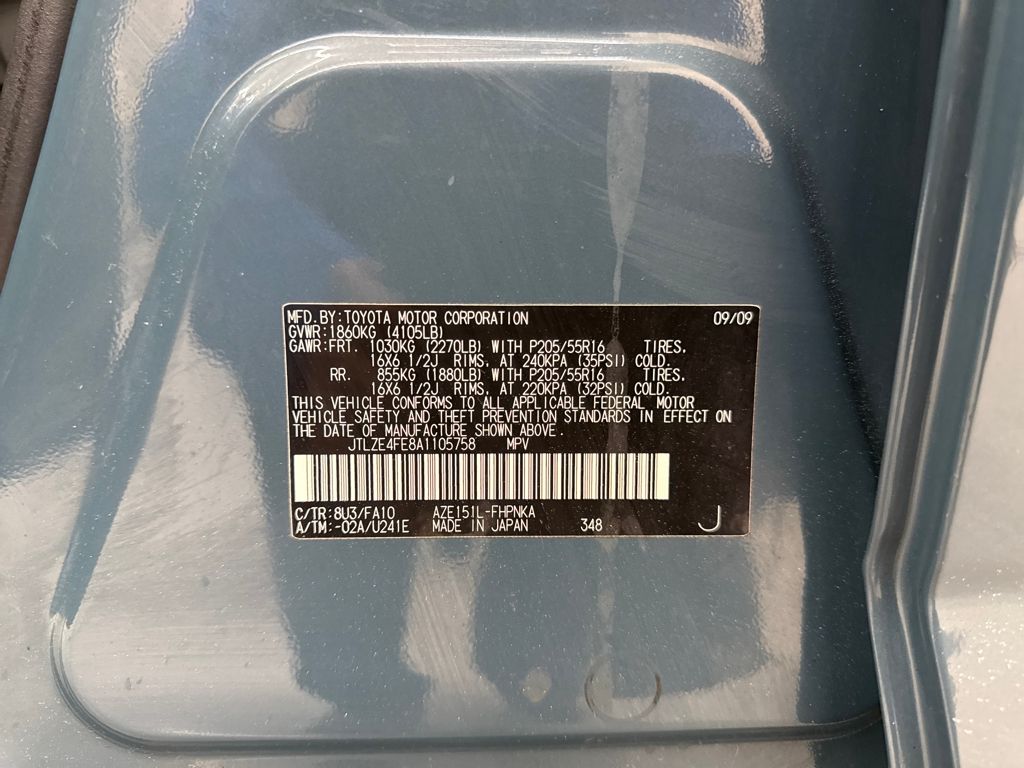 MFD.BY:TOYOTA MOTOR CORPORATION 09/09
GVWR:1860KG (4105LB)
GAWR:FRT. 1030KG (2270LB) WITH P205/55R16 TIRES.
16X6 1/2J RIMS. AT 240KPA (35PSI) COLD.
RR. 855KG (1880LB) WITH P205/55R16 TIRES.
16X6 1/2J RIMS. AT 220KPA (32PSI) COLD.
THIS VEHICLE CONFORMS TO ALL APPLICABLE FEDERAL MOTOR
VEHICLE SAFETY AND THEFT PREVENTION STANDARDS IN EFFECT ON
THE DATE OF MANUFACTURE SHOWN ABOVE.
JTLZE4FE8A1105758 MPV
C/TR:8U3/FA10 AZE151L-FHPNKA
A/TM:-02A/U241E MADE IN JAPAN 348 J